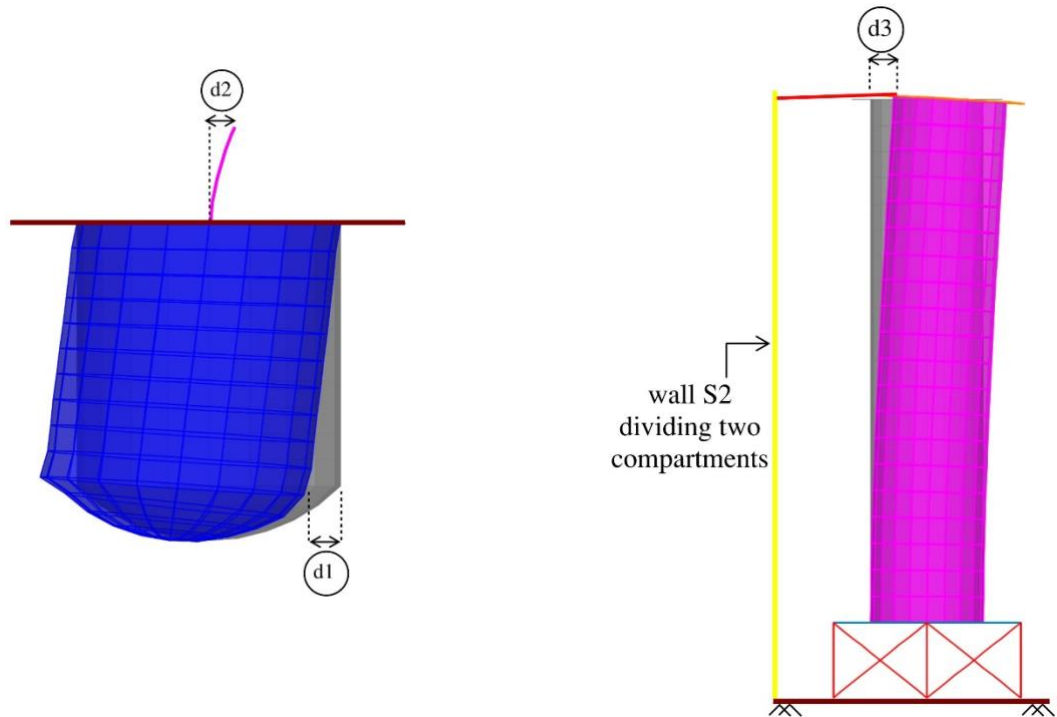 d3
d2
wall S2
dividing two
compartments
d1